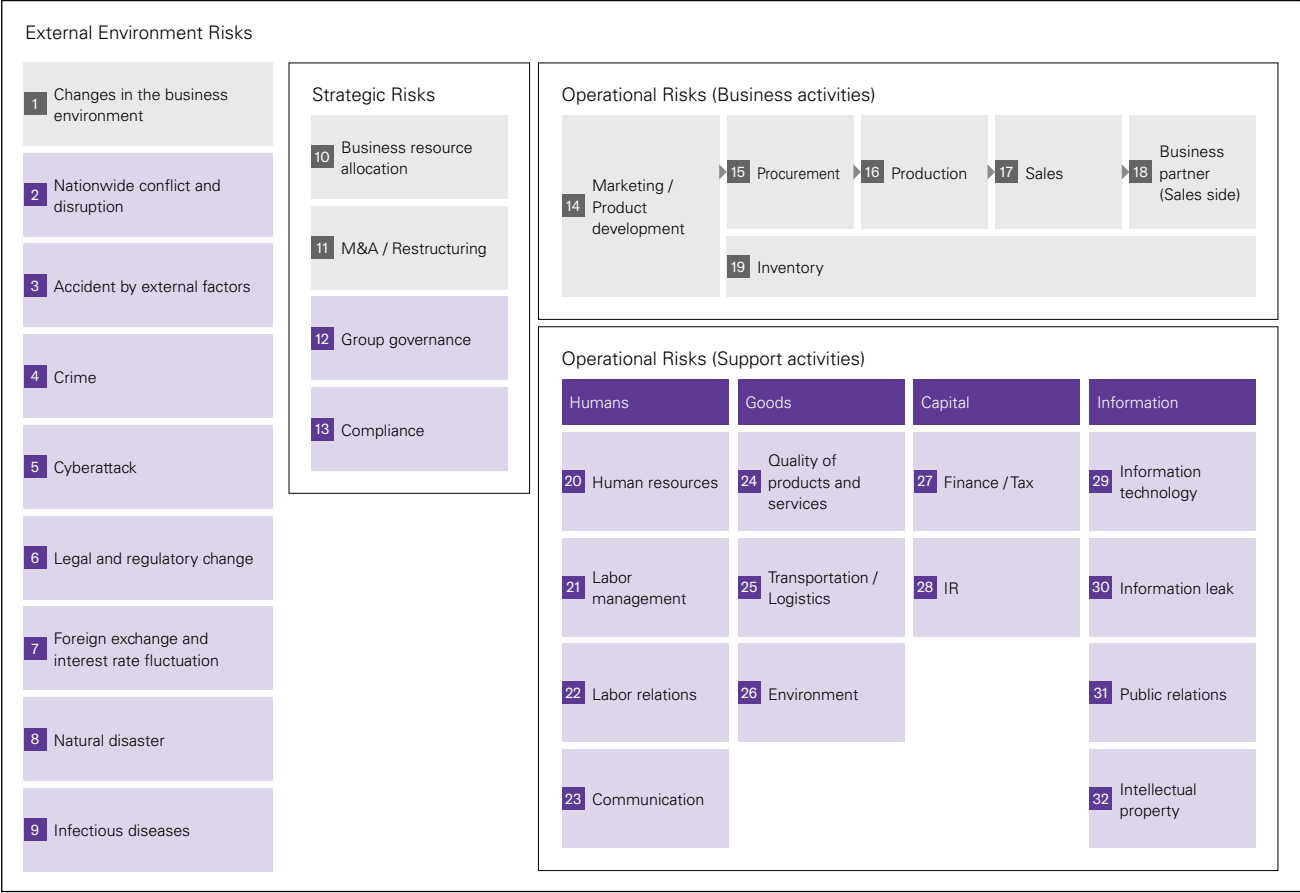 External Environment Risks
1 Changes in the business
environment
2 Nationwide conflict and
disruption
3 Accident by external factors
4 Crime
5 Cyberattack
6 Legal and regulatory change
7 Foreign exchange and
interest rate fluctuation
8 Natural disaster
9 Infectious diseases
Strategic Risks
10 Business resource
allocation
11 M&A / Restructuring
12 Group governance
13 Compliance
Operational Risks (Business activities)
14 Marketing /
Product
development
15 Procurement
16 Production
17 Sales
18 Business
partner
(Sales side)
19 Inventory
Operational Risks (Support activities)
Humans
20 Human resources
21 Labor
management
22 Labor relations
23 Communication
Goods
24 Quality of
products and
services
25 Transportation /
Logistics
26 Environment
Capital
27 Finance / Tax
28 IR
Information
29 Information
technology
30 Information leak
31 Public relations
32 Intellectual
property